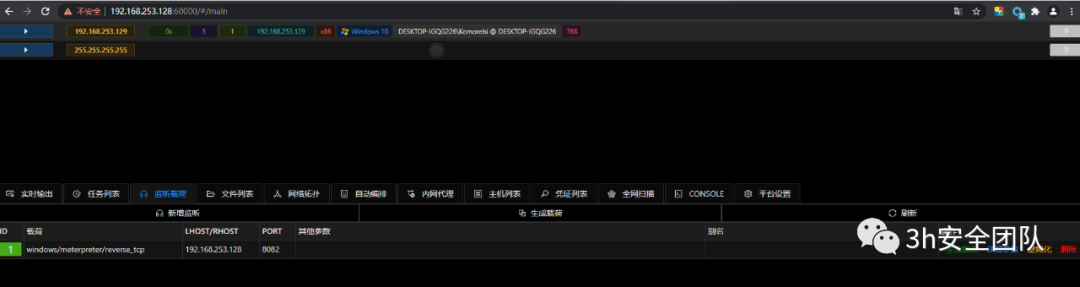 不安全 192.168.253.128:60000/#/main
192.168.253.129 0s 5 1 192.168.253.129 x86 Windows 10 DESKTOP-IGQG226\Komorebi @ DESKTOP-IGQG226 768 ?
255.255.255.255 ?
实时输出 任务列表 监听载荷 文件列表 网络拓扑 自动编排 内网代理 主机列表 凭证列表 全网扫描 CONSOLE 平台设置
新增监听 生成载荷 刷新
ID 载荷 LHOST/RHOST PORT 其他参数 别名
1 windows/meterpreter/reverse_tcp 192.168.253.128 8082 删除
3h安全团队